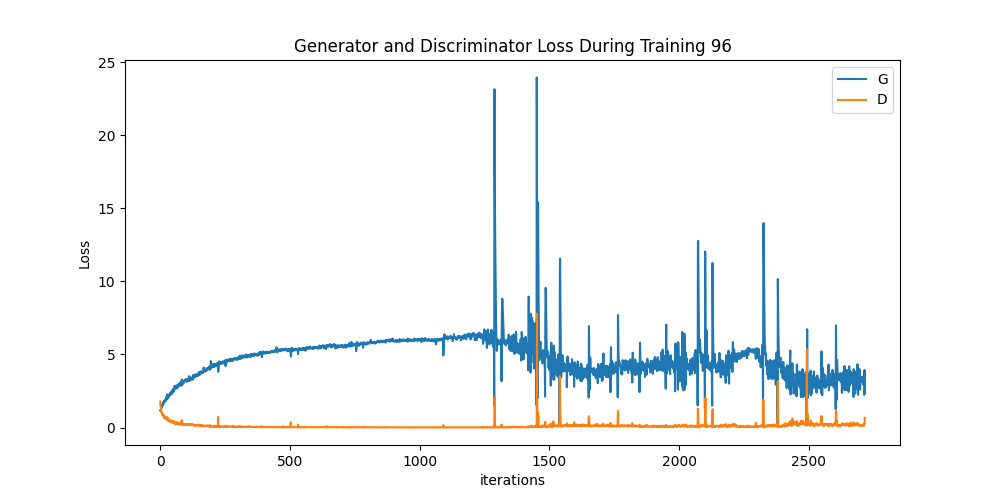 Generator and Discriminator Loss During Training 96
G
D
25
20
15
10
5
0
Loss
0 500 1000 1500 2000 2500
iterations